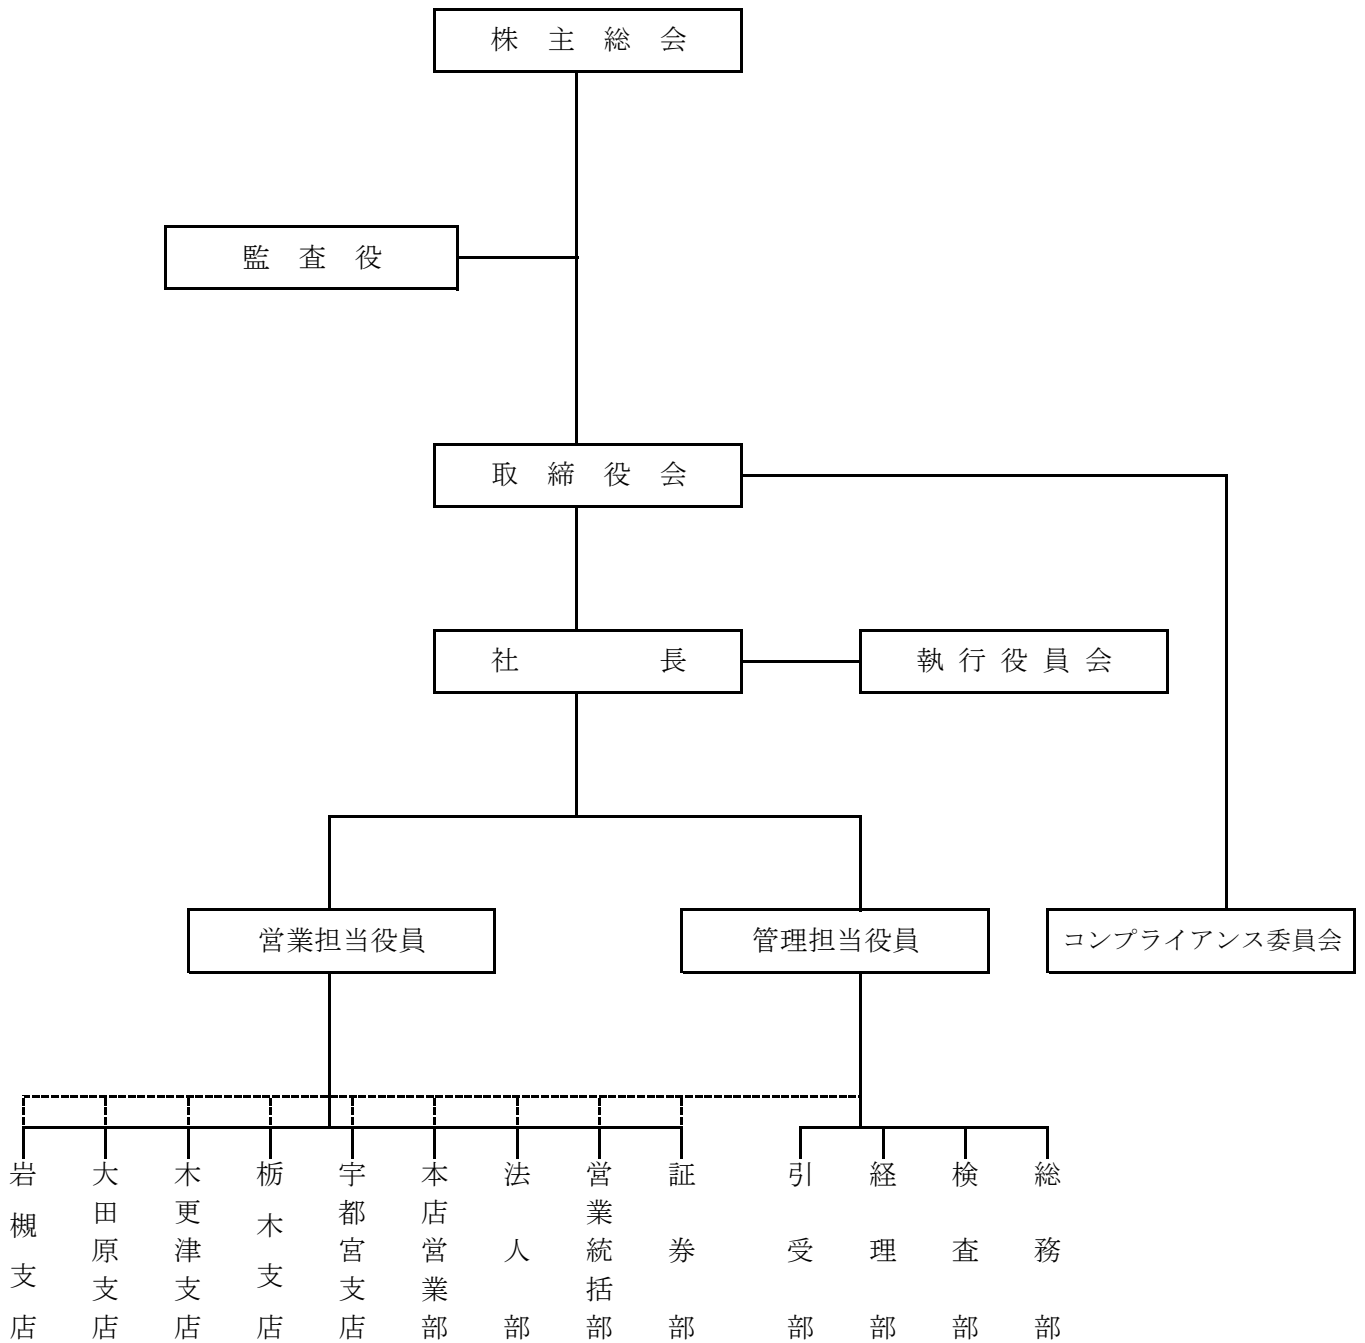 株主総会
監査役
取締役会
社長
執行役員会
営業担当役員
管理担当役員
コンプライアンス委員会
岩槻支店
大田原支店
木更津支店
栃木支店
宇都宮支店
本店営業部
法人部
営業統括部
証券部
引受部
経理部
検査部
総務部